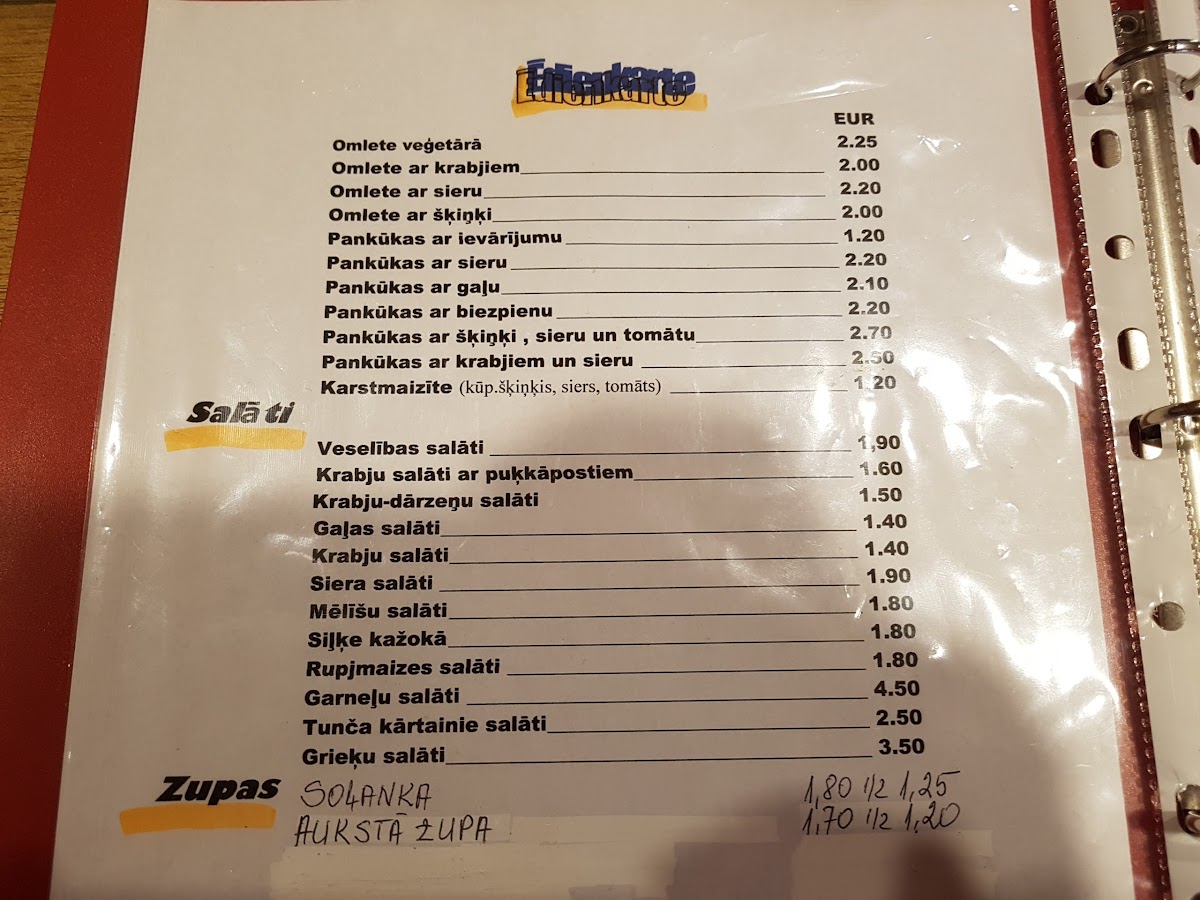 Ēdienkarte
EUR
Omlete veģetārā 2.25
Omlete ar krabjiem 2.00
Omlete ar sieru 2.20
Omlete ar šķiņķi 2.00
Pankūkas ar ievārījumu 1.20
Pankūkas ar sieru 2.20
Pankūkas ar gaļu 2.10
Pankūkas ar biezpienu 2.20
Pankūkas ar šķiņķi , sieru un tomātu 2.70
Pankūkas ar krabjiem un sieru
Karstmaizīte (kūp.šķiņķis, siers, tomāts) 1.20
Salāti
Veselības salāti 1,90
Krabju salāti ar puķkāpostiem 1.60
Krabju-dārzeņu salāti 1.50
Gaļas salāti 1.40
Krabju salāti 1.40
Siera salāti 1.90
Mēlīšu salāti 1.80
Siļķe kažokā 1.80
Rupjmaizes salāti 1.80
Garneļu salāti 4.50
Tunča kārtainie salāti 2.50
Grieķu salāti 3.50
Zupas SOĻANKA 1,80 1/2 1,25
AUKSTĀ ZUPA 1,70 1/2 1,20